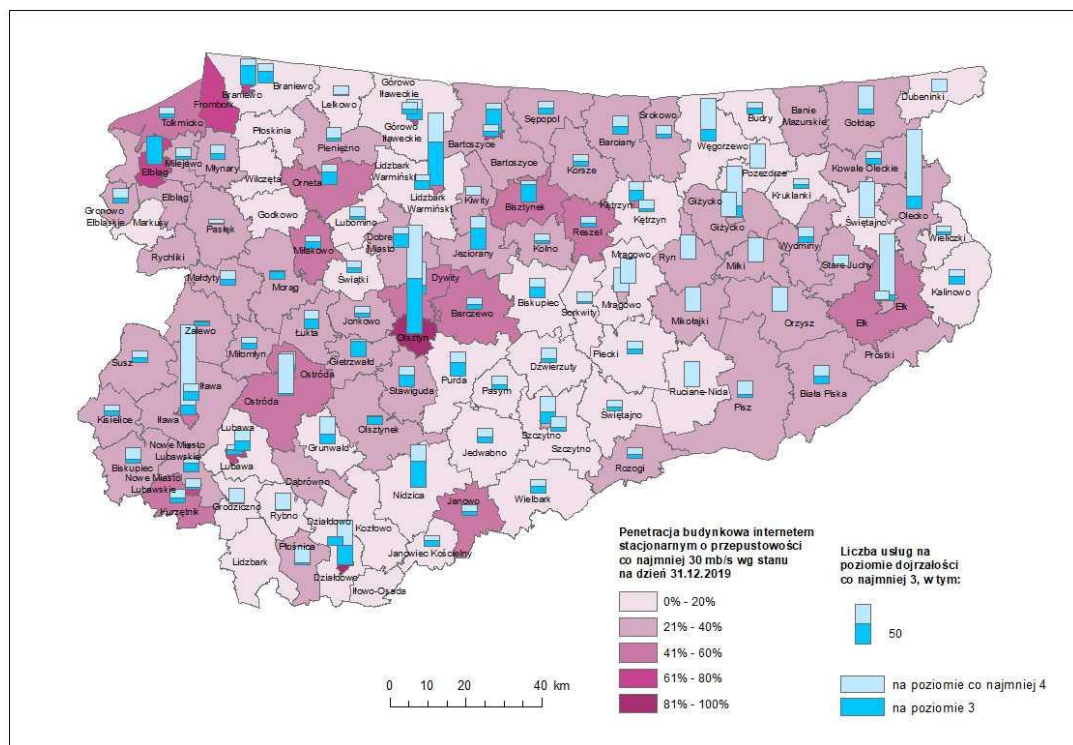 Braniewo
Braniewo
Lelkowo
Górowo
Iławeckie
Górowo
Iławeckie
Frombork
Tolkmicko
Płoskinia
Pieniężno
Bartoszyce
Bartoszyce
Sępopol
Barciany
Srokowo
Węgorzewo
Budry
Banie
Mazurskie
Gołdap
Dubeninki
Milejewo
Młynary
Elbląg
Elbląg
Wilczęta
Orneta
Lidzbark
Warmiński
Lidzbark
Warmiński
Kiwity
Bisztynek
Korsze
Kętrzyn
Kętrzyn
Pozezdrze
Kruklanki
Kowale Oleckie
Świętajno
Olecko
Gronowo
Elbląskie
Markusy
Pasłęk
Godkowo
Lubomino
Dobre
Miasto
Jeziorany
Kolno
Reszel
Giżycko
Giżycko
Wydminy
Wieliczki
Rychliki
Miłakowo
Świątki
Dywity
Mrągowo
Mrągowo
Ryn
Miłki
Stare Juchy
Kalinowo
Małdyty
Morąg
Jonkowo
Barczewo
Biskupiec
Sorkwity
Mikołajki
Orzysz
Ełk
Ełk
Zalewo
Miłomłyn
Łukta
Gietrzwałd
Olsztyn
Piecki
Prostki
Susz
Iława
Iława
Ostróda
Ostróda
Stawiguda
Purda
Pasym
Dźwierzuty
Ruciane-Nida
Pisz
Biała Piska
Kisielice
Lubawa
Lubawa
Grunwald
Olsztynek
Szczytno
Szczytno
Świętajno
Biskupiec
Nowe Miasto
Lubawskie
Nowe Miasto
Lubawskie
Dąbrówno
Jedwabno
Rozogi
Kurzętnik
Grodziczno
Rybno
Działdowo
Działdowo
Kozłowo
Nidzica
Janowo
Wielbark
Lidzbark
Płośnica
Iłowo-Osada
Janowiec Kościelny
Penetracja budynkowa internetem
stacjonarnym o przepustowości
co najmniej 30 mb/s wg stanu
na dzień 31.12.2019
0% - 20%
21% - 40%
41% - 60%
61% - 80%
81% - 100%
Liczba usług na
poziomie dojrzałości
co najmniej 3, w tym:
50
na poziomie co najmniej 4
na poziomie 3
0 10 20 40 km